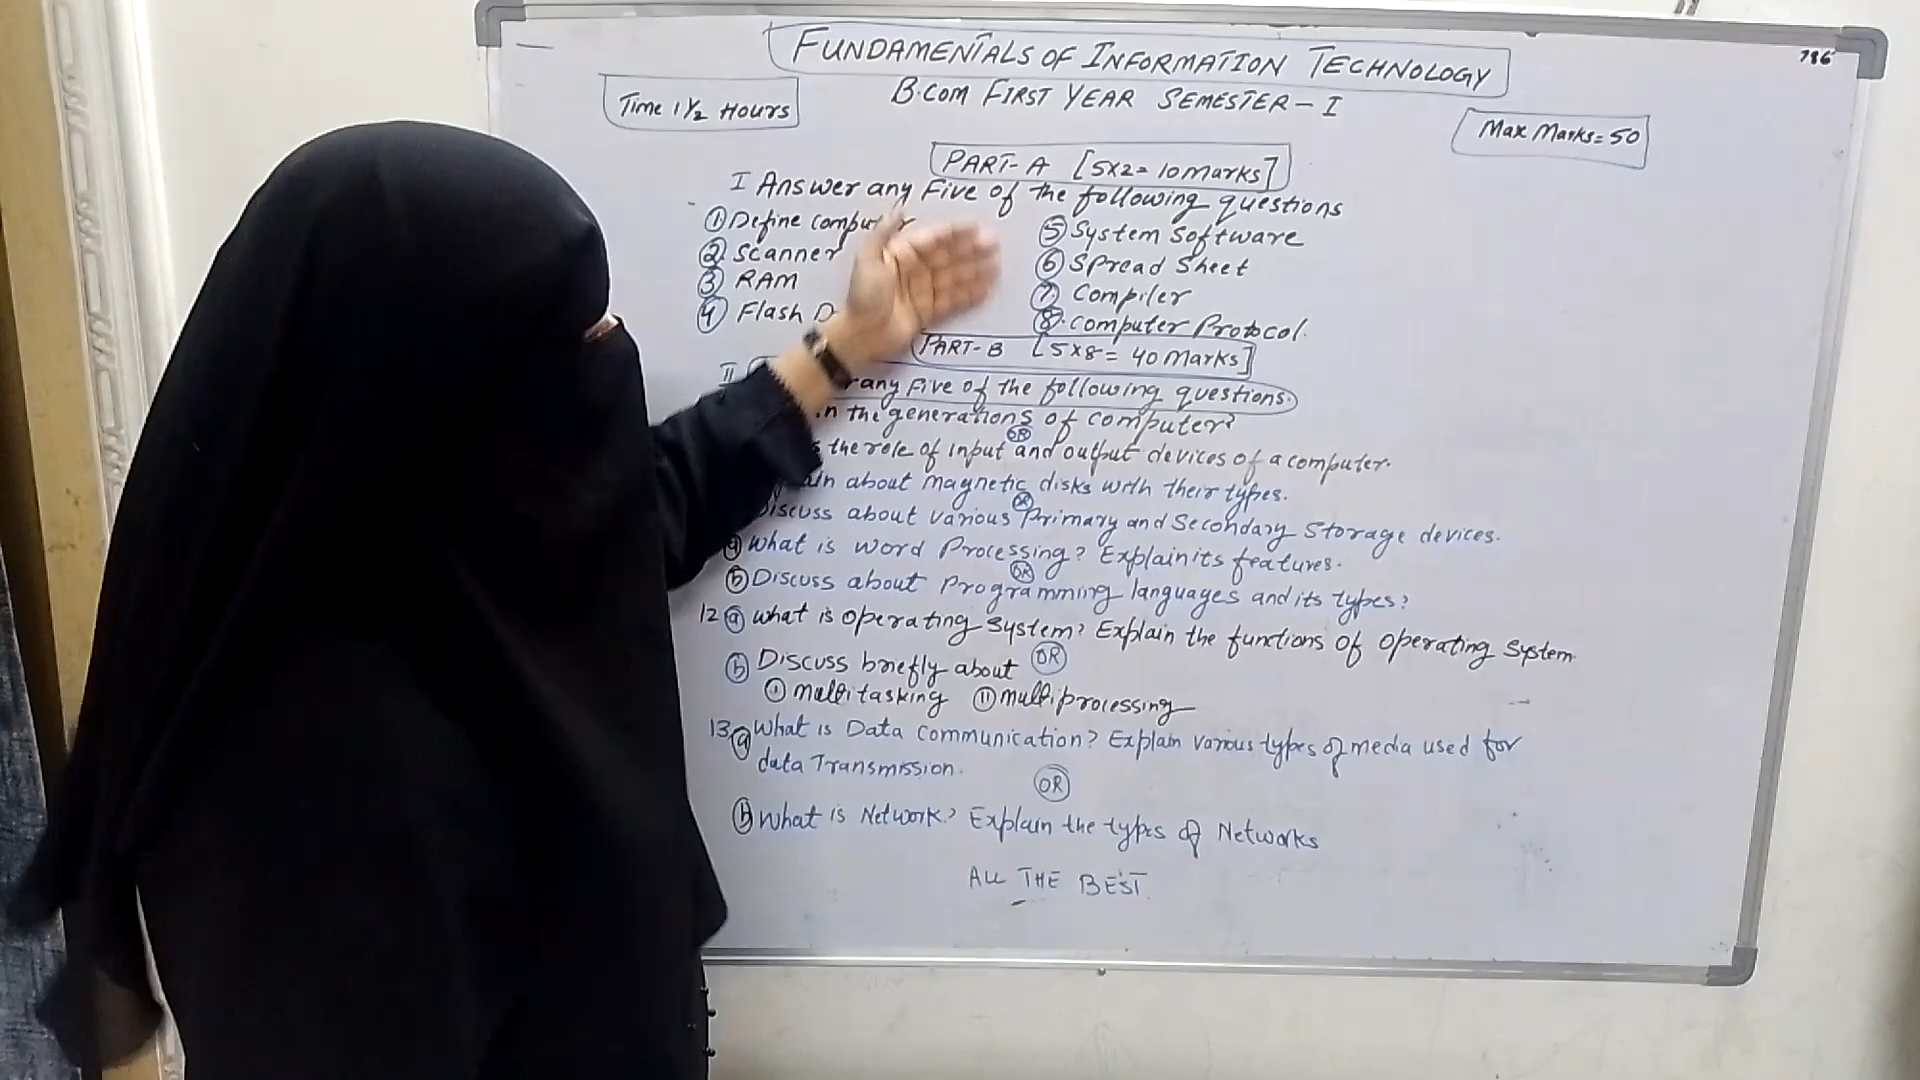 786
FUNDAMENTALS OF INFORMATION TECHNOLOGY
B.COM FIRST YEAR SEMESTER - I
Time 1 1/2 Hours
Max Marks = 50
PART-A [5x2=10 Marks]
I Answer any Five of the following questions
① Define computer
② Scanner
③ RAM
④ Flash
⑤ System Software
⑥ Spread Sheet
⑦ Compiler
⑧ Computer Protocol.
PART-B [5x8= 40 Marks]
II any Five of the following questions.
the generations of computer?
OR
the role of input and output devices of a computer.
about magnetic disks with their types.
OR
Discuss about various Primary and Secondary Storage devices.
ⓐ What is word Processing? Explain its features.
OR
ⓑ Discuss about Programming languages and its types?
12 ⓐ what is operating System? Explain the functions of Operating System
OR
ⓑ Discuss briefly about
ⓘ multitasking ⑪ multiprocessing
13 ⓐ What is Data Communication? Explain various types of media used for
data Transmission.
OR
ⓑ What is Network? Explain the types of Networks
ALL THE BEST.